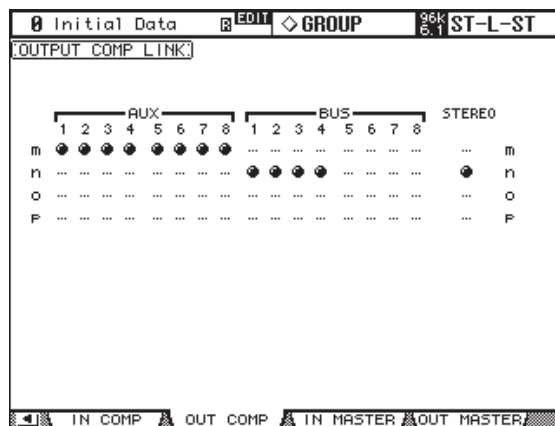 0 Initial Data R EDIT ◇ GROUP 96k 6.1 ST-L-ST
OUTPUT COMP LINK
AUX BUS STEREO
1 2 3 4 5 6 7 8 1 2 3 4 5 6 7 8
m m
n n
o o
p p
IN COMP OUT COMP IN MASTER OUT MASTER